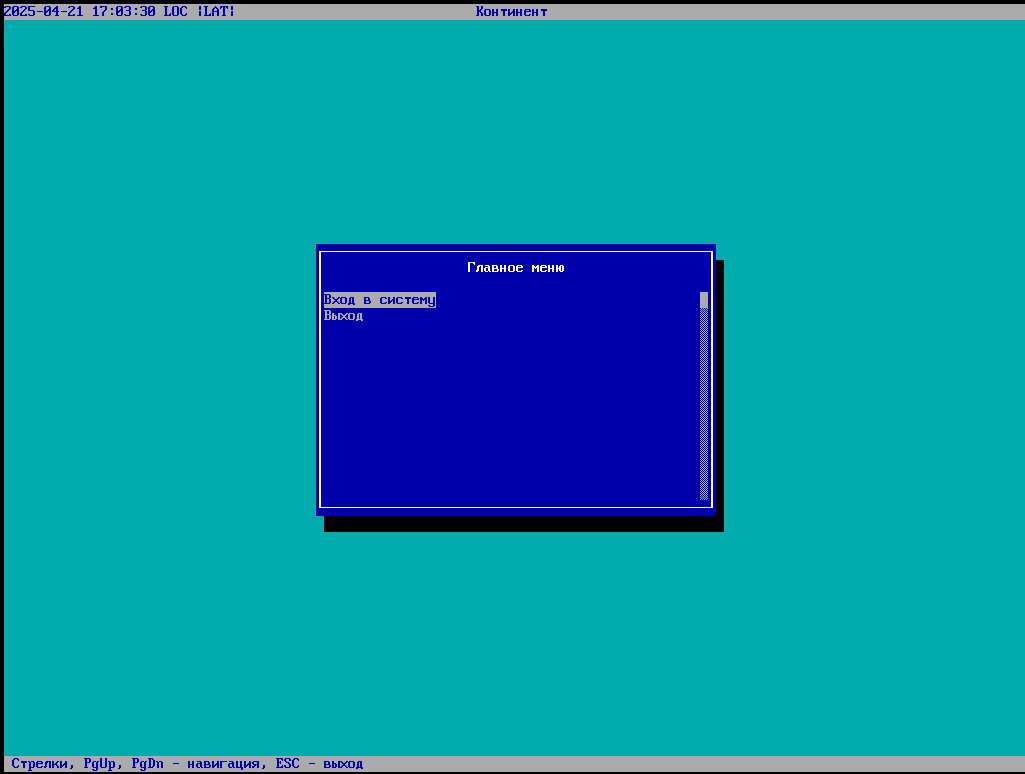 2025-04-21 17:03:30 LOC ¦LAT¦ Континент
Главное меню
Вход в систему
Выход
Стрелки, PgUp, PgDn - навигация, ESC - выход